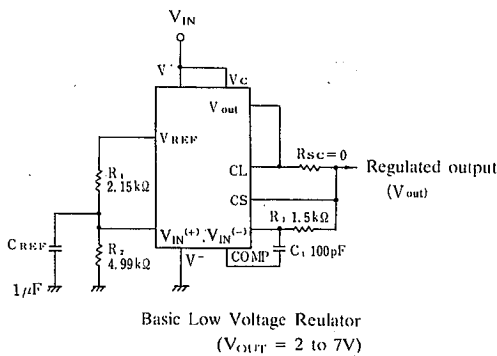 VIN
V⁺ VC
Vout
VREF
R₁
2.15kΩ
CL
Rsc=0
Regulated output
(Vout)
CS
R₃ 1.5kΩ
VIN(+) VIN(-)
CREF
R₂
4.99kΩ
V⁻
COMP
C₁ 100pF
1μF
Basic Low Voltage Reulator
(VOUT = 2 to 7V)